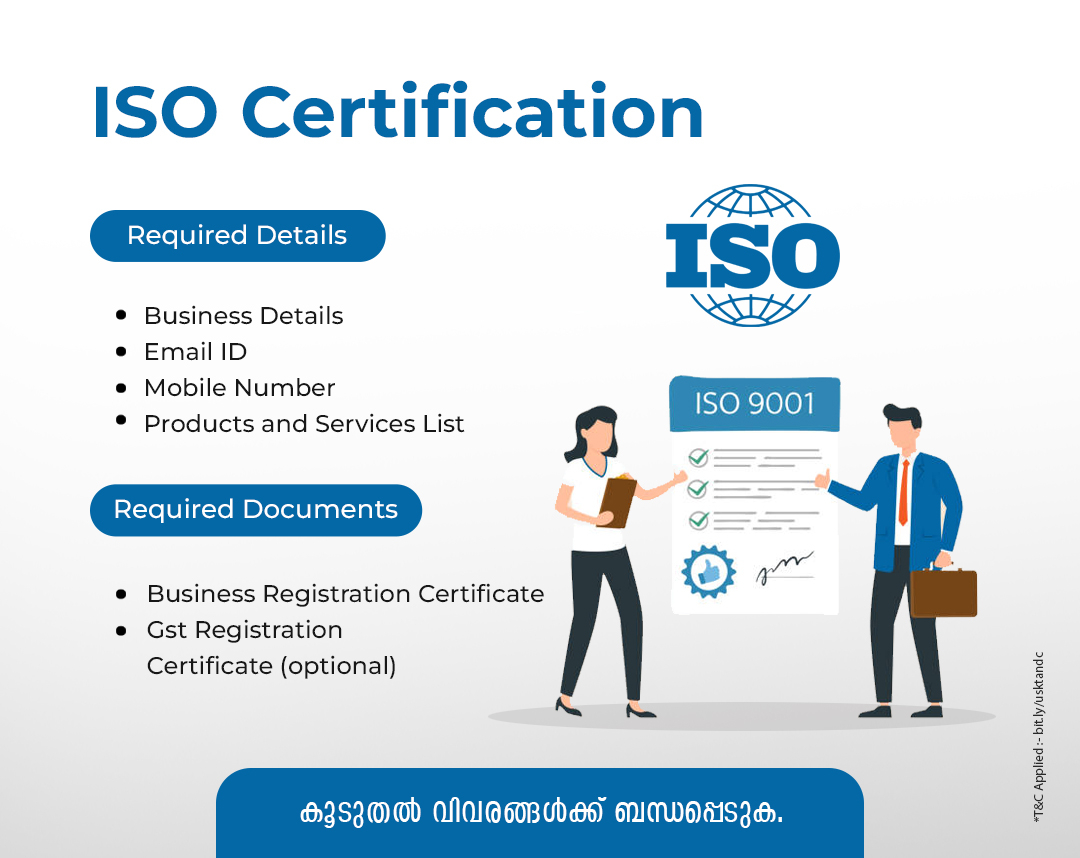 ISO Certification
Required Details
Business Details
Email ID
Mobile Number
Products and Services List
ISO
ISO 9001
Required Documents
Business Registration Certificate
Gst Registration
Certificate (optional)
*T&C Applied :- bit.ly/usktandc
കൂടുതൽ വിവരങ്ങൾക്ക് ബന്ധപ്പെടുക.